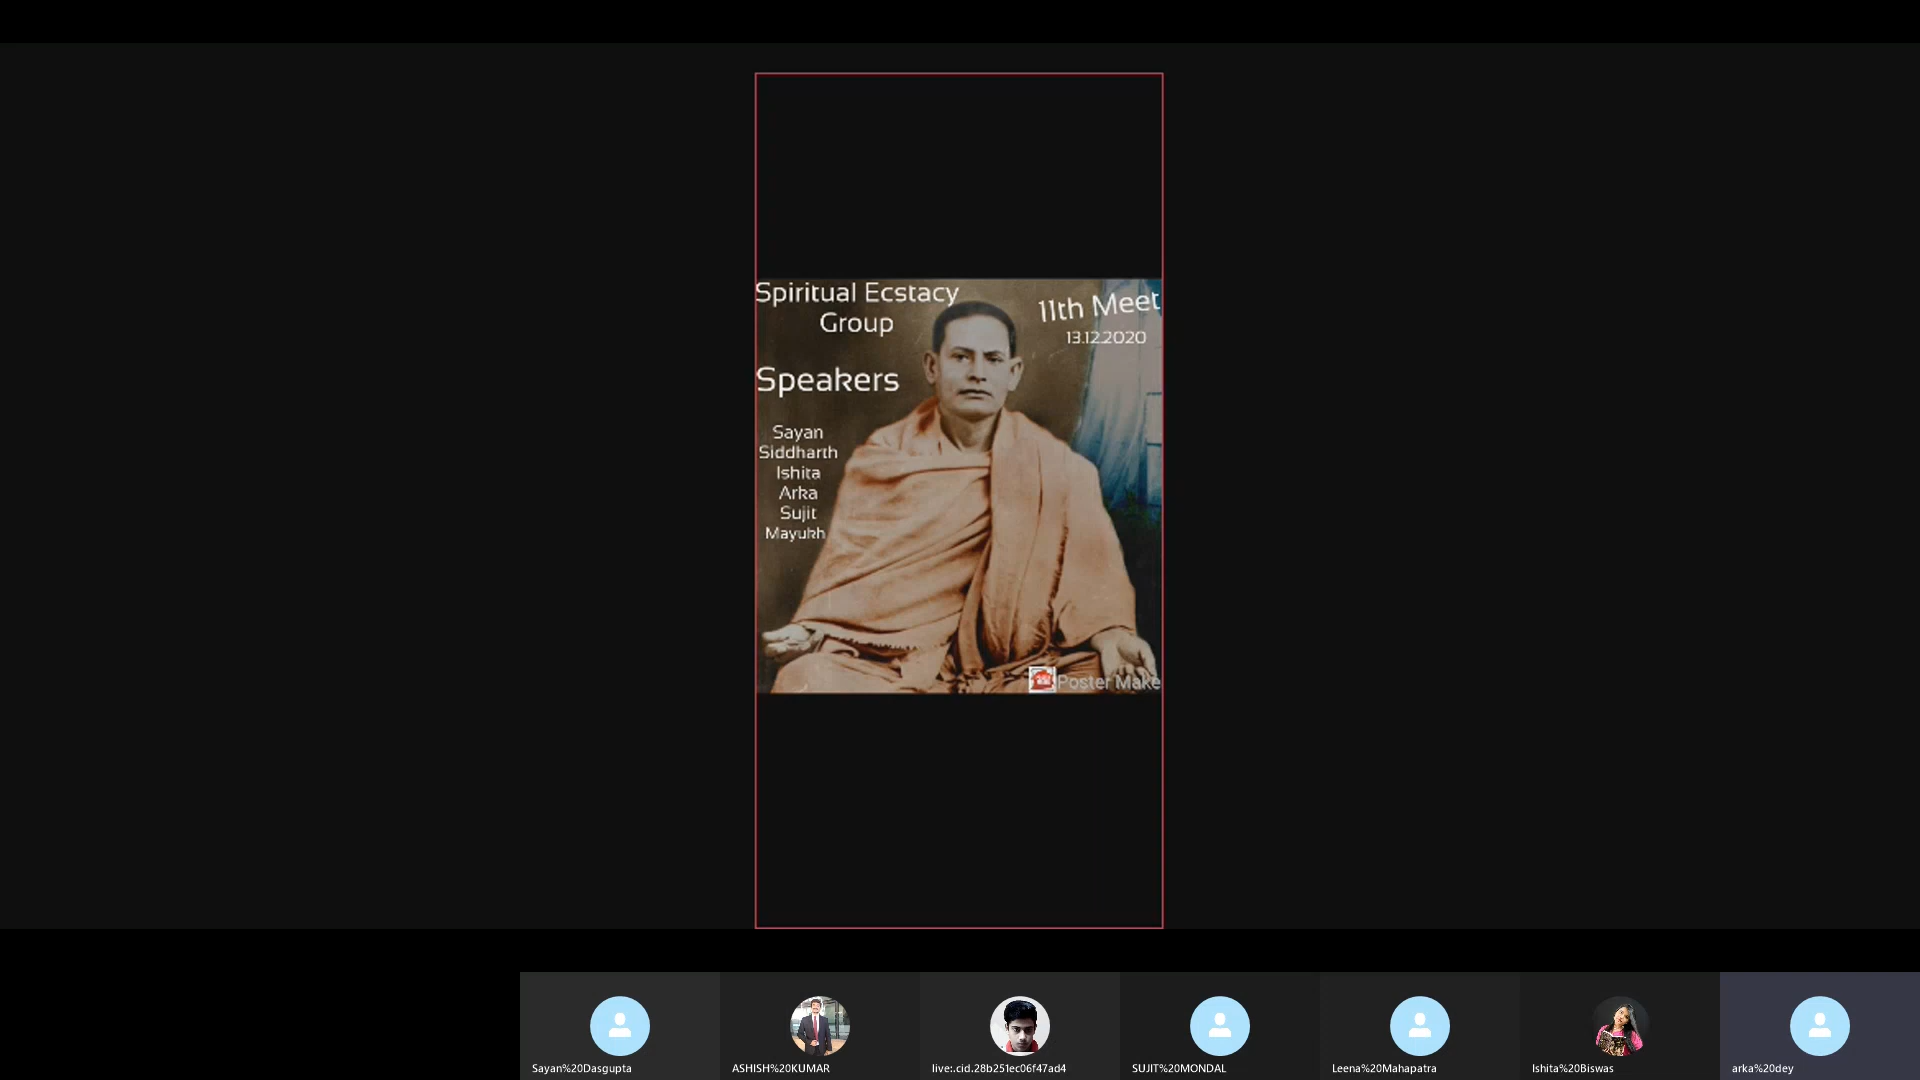 Spiritual Ecstacy
Group
11th Meet
13.12.2020
Speakers
Sayan
Siddharth
Ishita
Arka
Sujit
Mayukh
Poster Make
Sayan%20Dasgupta
ASHISH%20KUMAR
live:.cid.28b251ec06f47ad4
SUJIT%20MONDAL
Leena%20Mahapatra
Ishita%20Biswas
arka%20dey